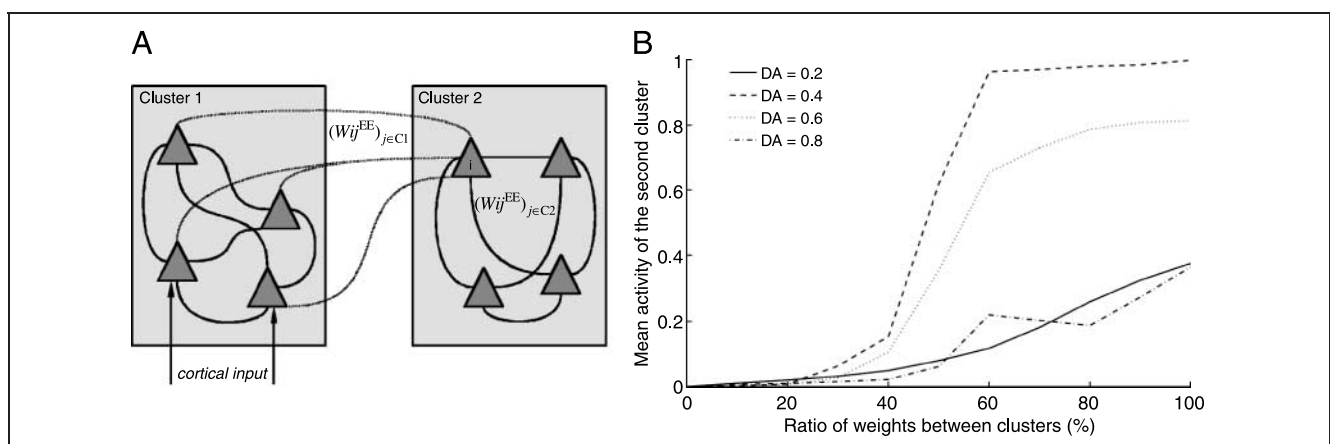 A
Cluster 1
Cluster 2
(Wij^EE) j∈C1
i
(Wij^EE) j∈C2
cortical input
B
DA = 0.2
DA = 0.4
DA = 0.6
DA = 0.8
Mean activity of the second cluster
1
0.8
0.6
0.4
0.2
0
0 20 40 60 80 100
Ratio of weights between clusters (%)